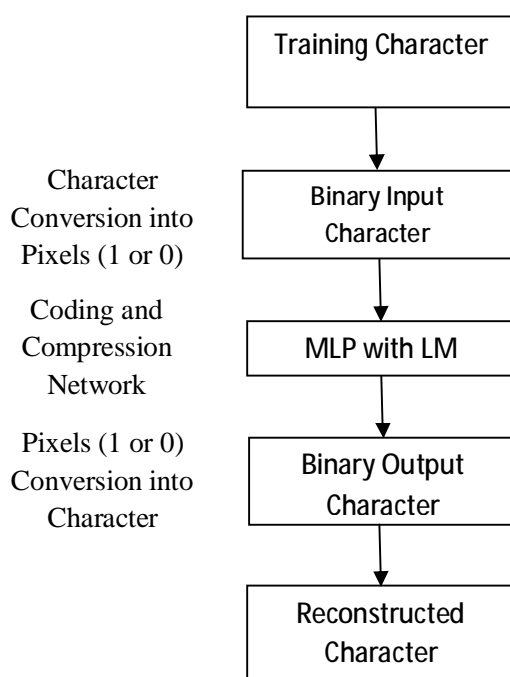 Training Character
Character
Conversion into
Pixels (1 or 0)
Binary Input
Character
Coding and
Compression
Network
MLP with LM
Pixels (1 or 0)
Conversion into
Character
Binary Output
Character
Reconstructed
Character